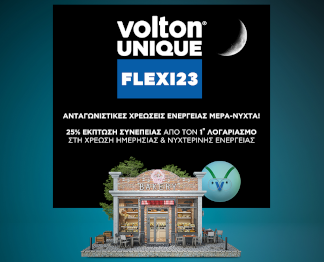 volton®
UNIQUE
FLEXI23
ΑΝΤΑΓΩΝΙΣΤΙΚΕΣ ΧΡΕΩΣΕΙΣ ΕΝΕΡΓΕΙΑΣ ΜΕΡΑ-ΝΥΧΤΑ!
25% ΕΚΠΤΩΣΗ ΣΥΝΕΠΕΙΑΣ ΑΠΟ ΤΟΝ 1° ΛΟΓΑΡΙΑΣΜΟ
ΣΤΗ ΧΡΕΩΣΗ ΗΜΕΡΗΣΙΑΣ & ΝΥΧΤΕΡΙΝΗΣ ΕΝΕΡΓΕΙΑΣ